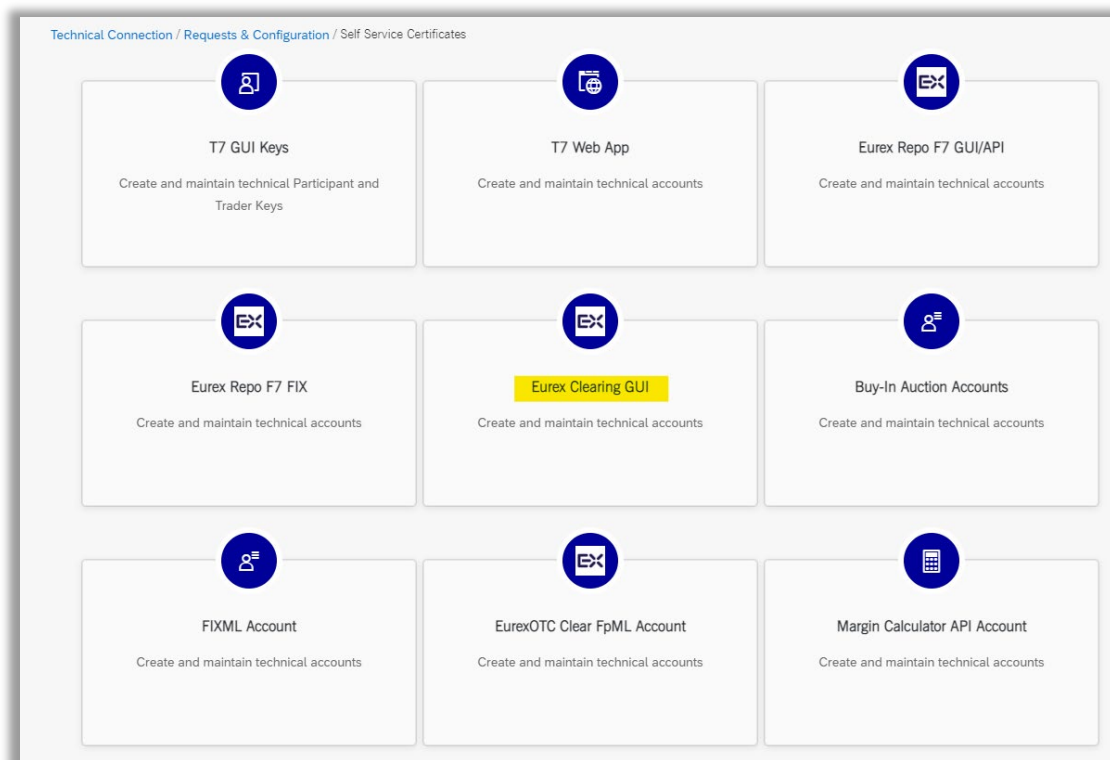 Technical Connection / Requests & Configuration / Self Service Certificates
T7 GUI Keys
Create and maintain technical Participant and
Trader Keys
T7 Web App
Create and maintain technical accounts
EX
Eurex Repo F7 GUI/API
Create and maintain technical accounts
EX
Eurex Repo F7 FIX
Create and maintain technical accounts
EX
Eurex Clearing GUI
Create and maintain technical accounts
Buy-In Auction Accounts
Create and maintain technical accounts
FIXML Account
Create and maintain technical accounts
EX
EurexOTC Clear FpML Account
Create and maintain technical accounts
Margin Calculator API Account
Create and maintain technical accounts